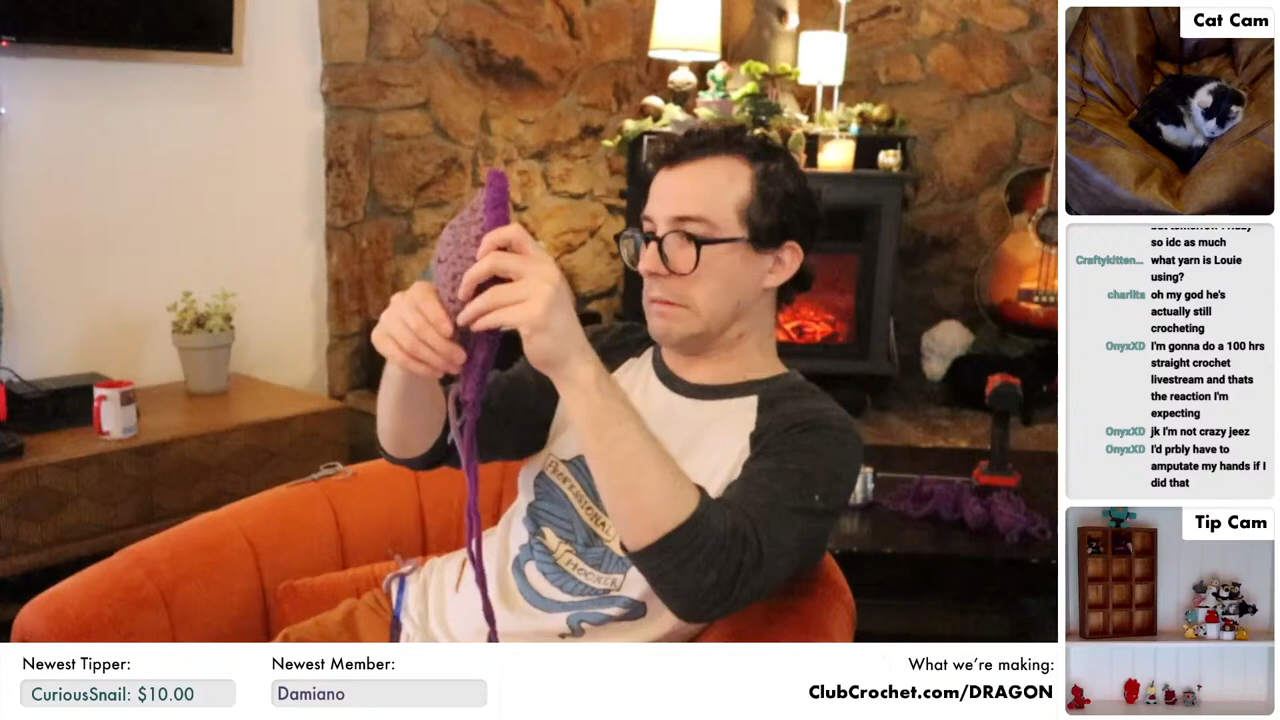 Cat Cam
so idc as much
Craftykitten... what yarn is Louie
using?
charlita oh my god he's
actually still
crocheting
OnyxXD I'm gonna do a 100 hrs
straight crochet
livestream and thats
the reaction I'm
expecting
OnyxXD jk I'm not crazy jeez
OnyxXD I'd prbly have to
amputate my hands if I
did that
Tip Cam
PROFESSIONAL
HOOKER
Newest Tipper:
CuriousSnail: $10.00
Newest Member:
Damiano
What we're making:
ClubCrochet.com/DRAGON